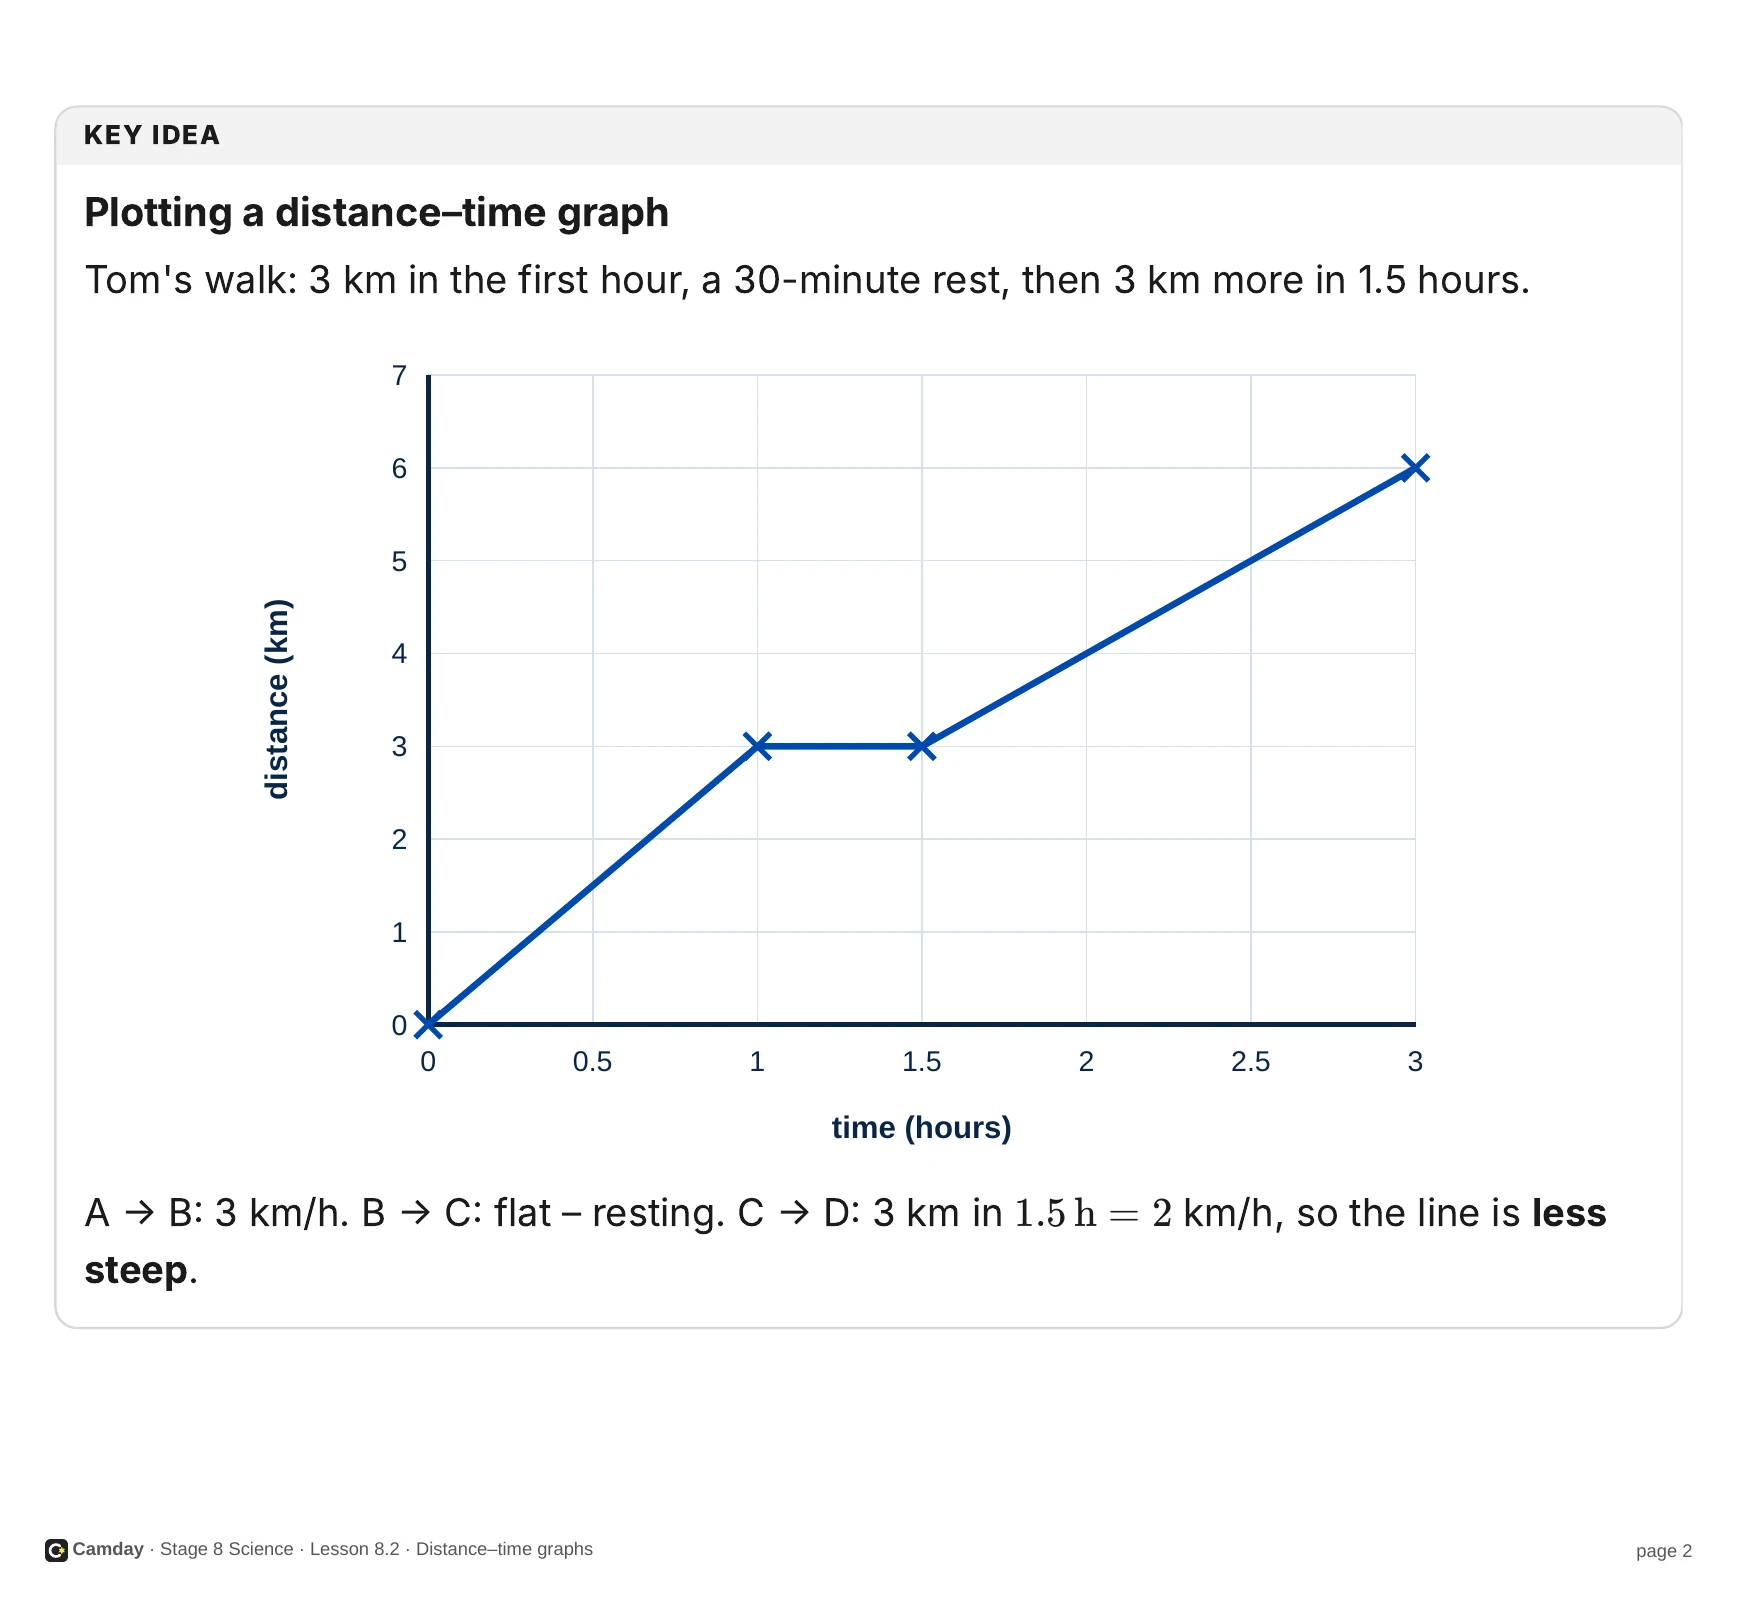 KEY IDEA
Plotting a distance–time graph
Tom's walk: 3 km in the first hour, a 30-minute rest, then 3 km more in 1.5 hours.
7
6
5
4
3
2
1
0
distance (km)
0 0.5 1 1.5 2 2.5 3
time (hours)
A → B: 3 km/h. B → C: flat – resting. C → D: 3 km in 1.5 h = 2 km/h, so the line is less
steep.
Camday · Stage 8 Science · Lesson 8.2 · Distance–time graphs
page 2